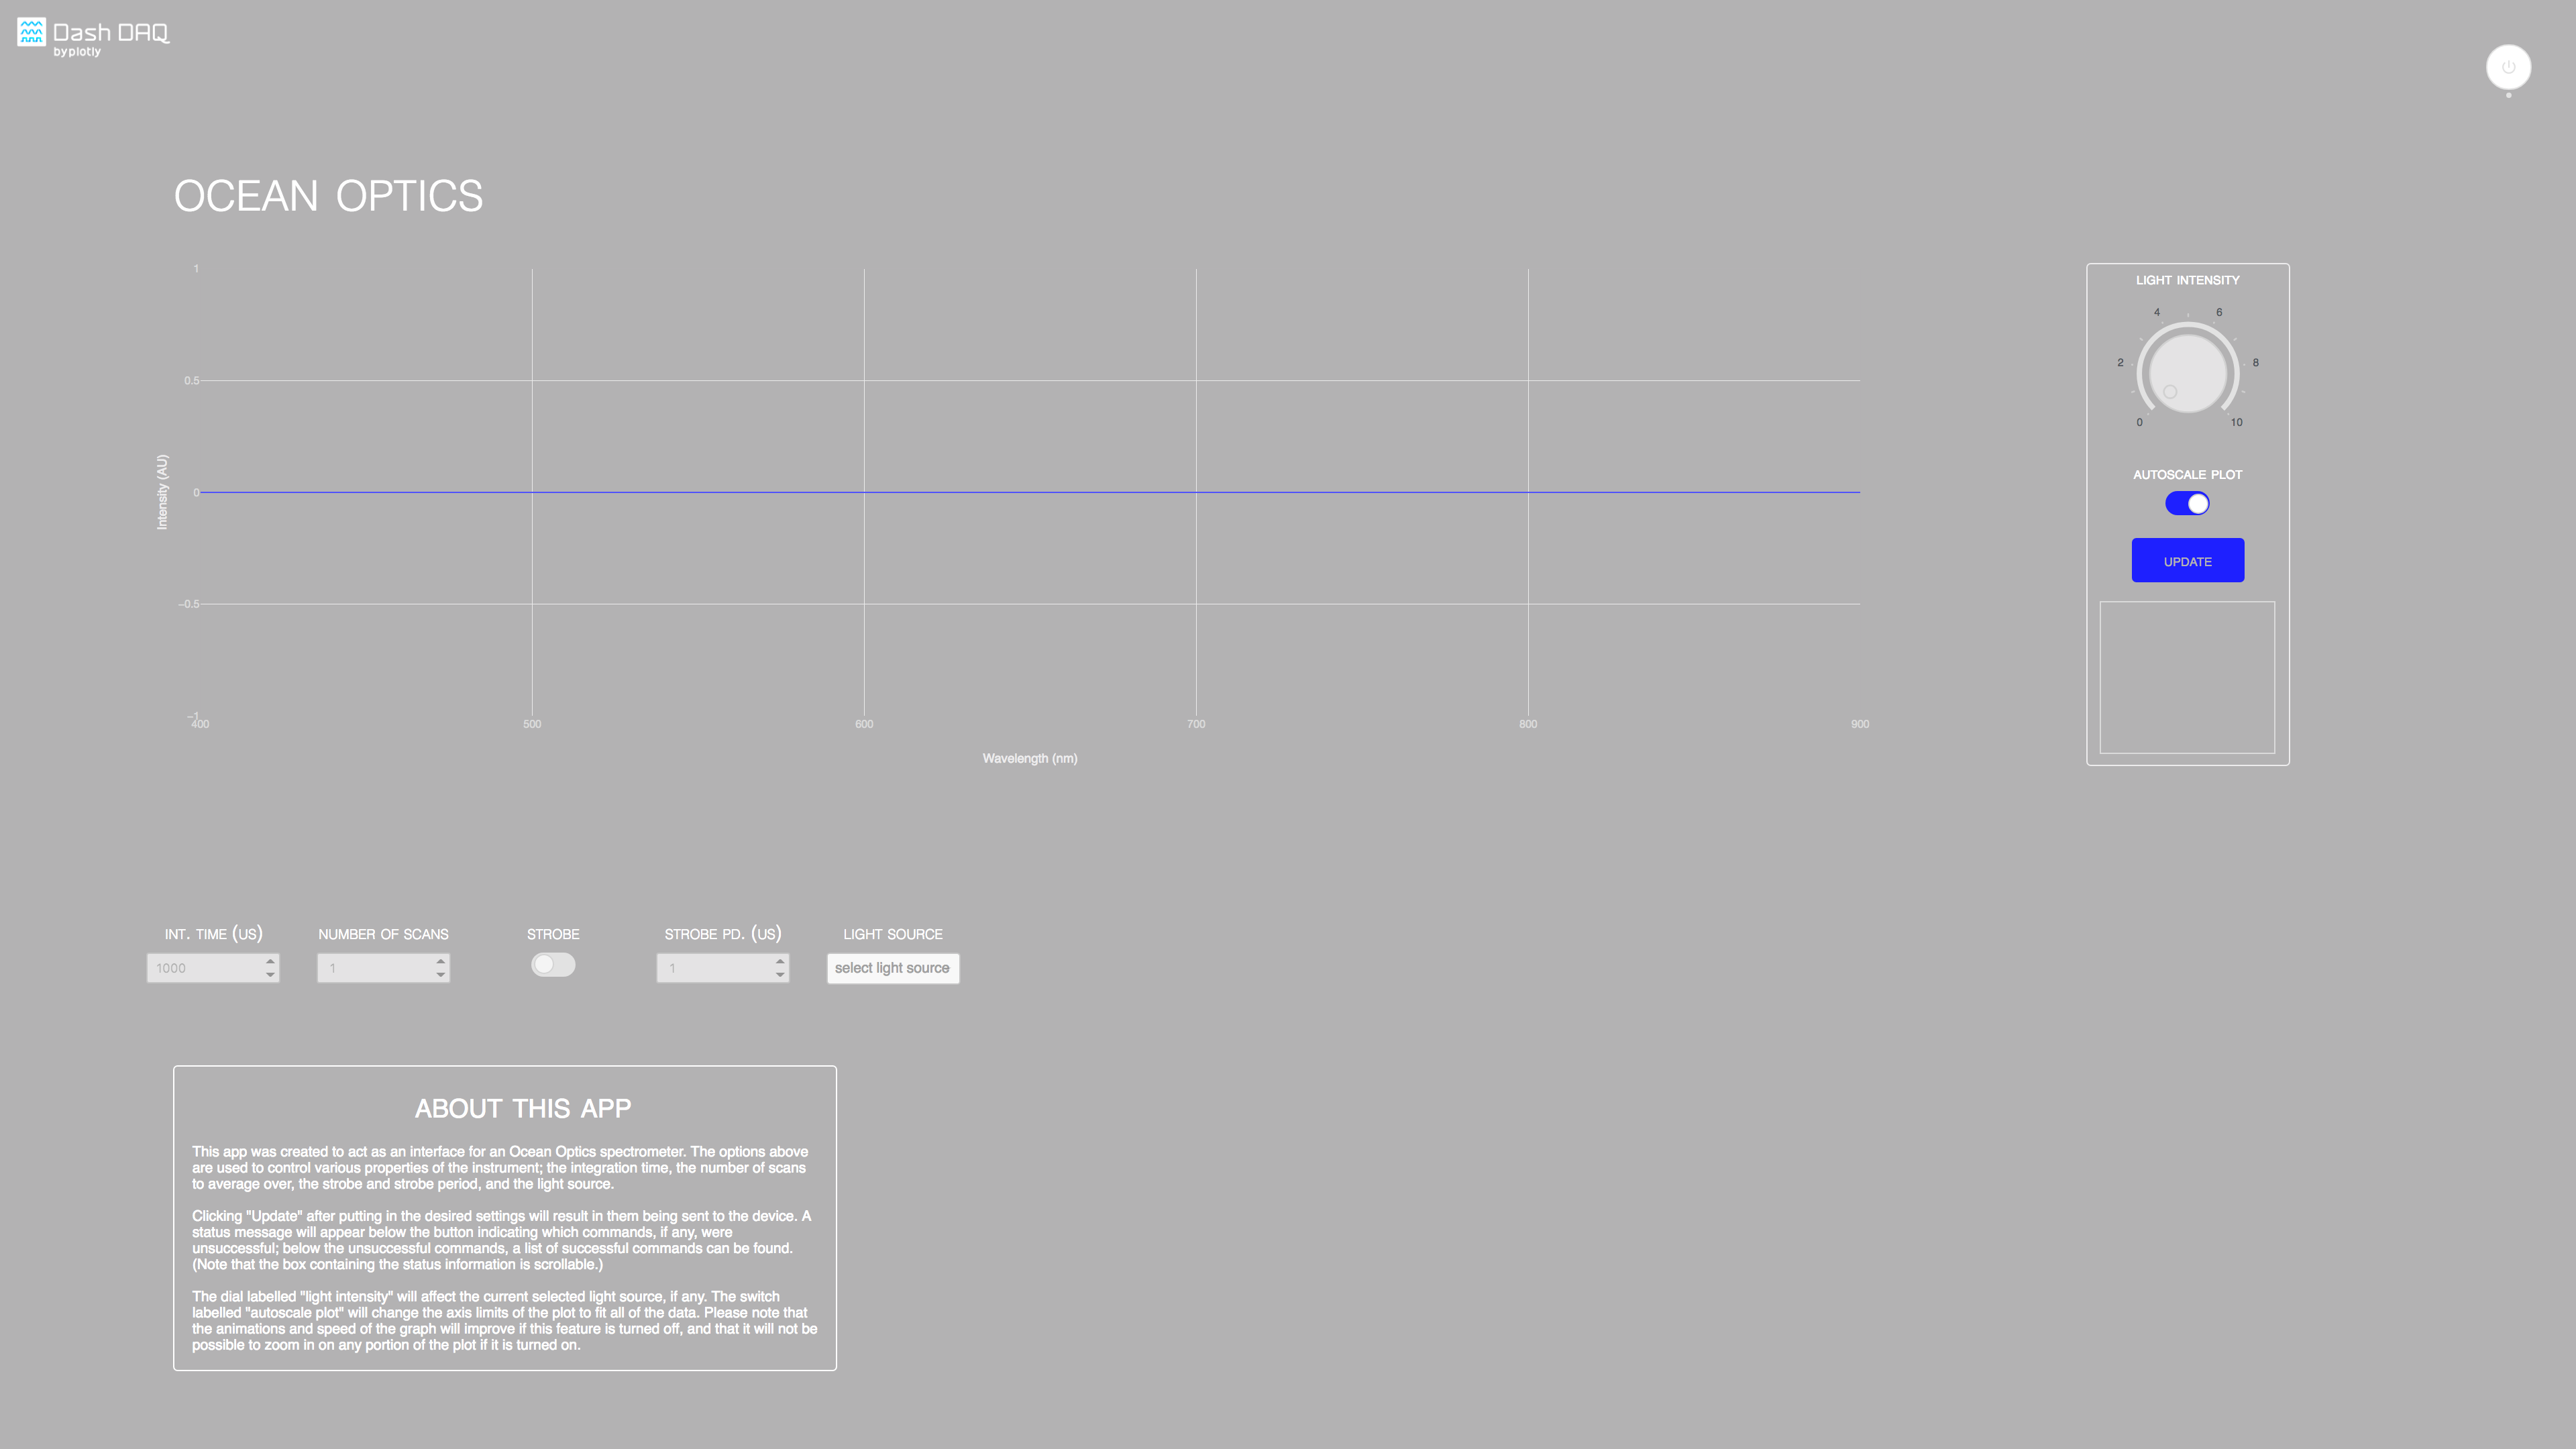 Dash DAQ
by plotly
OCEAN OPTICS
1
0.5
0
−0.5
−1
Intensity (AU)
400
500
600
700
800
900
Wavelength (nm)
LIGHT INTENSITY
0
2
4
6
8
10
AUTOSCALE PLOT
UPDATE
INT. TIME (US)
NUMBER OF SCANS
STROBE
STROBE PD. (US)
LIGHT SOURCE
1000
1
1
select light source
ABOUT THIS APP
This app was created to act as an interface for an Ocean Optics spectrometer. The options above
are used to control various properties of the instrument; the integration time, the number of scans
to average over, the strobe and strobe period, and the light source.
Clicking "Update" after putting in the desired settings will result in them being sent to the device. A
status message will appear below the button indicating which commands, if any, were
unsuccessful; below the unsuccessful commands, a list of successful commands can be found.
(Note that the box containing the status information is scrollable.)
The dial labelled "light intensity" will affect the current selected light source, if any. The switch
labelled "autoscale plot" will change the axis limits of the plot to fit all of the data. Please note that
the animations and speed of the graph will improve if this feature is turned off, and that it will not be
possible to zoom in on any portion of the plot if it is turned on.